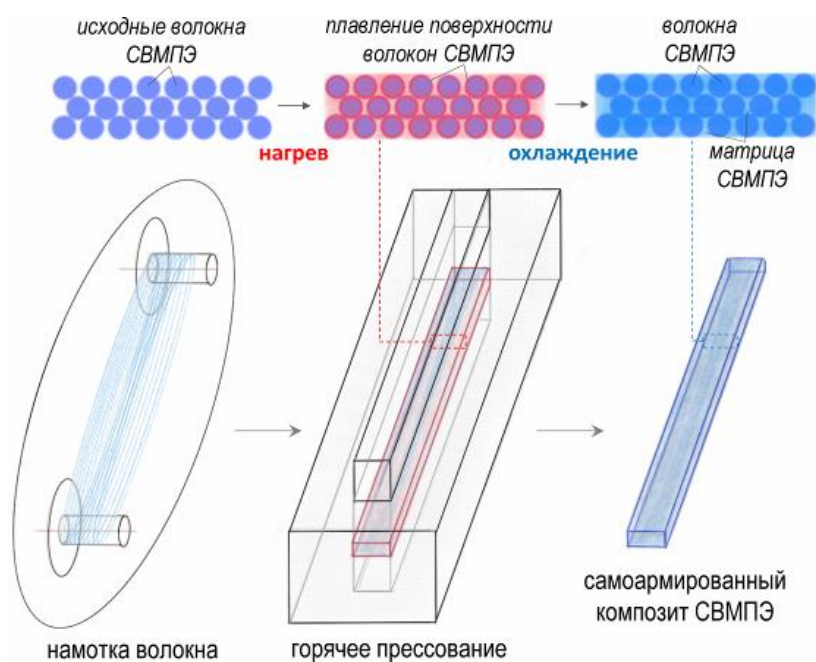 исходные волокна
СВМПЭ
плавление поверхности
волокон СВМПЭ
волокна
СВМПЭ
нагрев
охлаждение
матрица
СВМПЭ
намотка волокна
горячее прессование
самоармированный
композит СВМПЭ